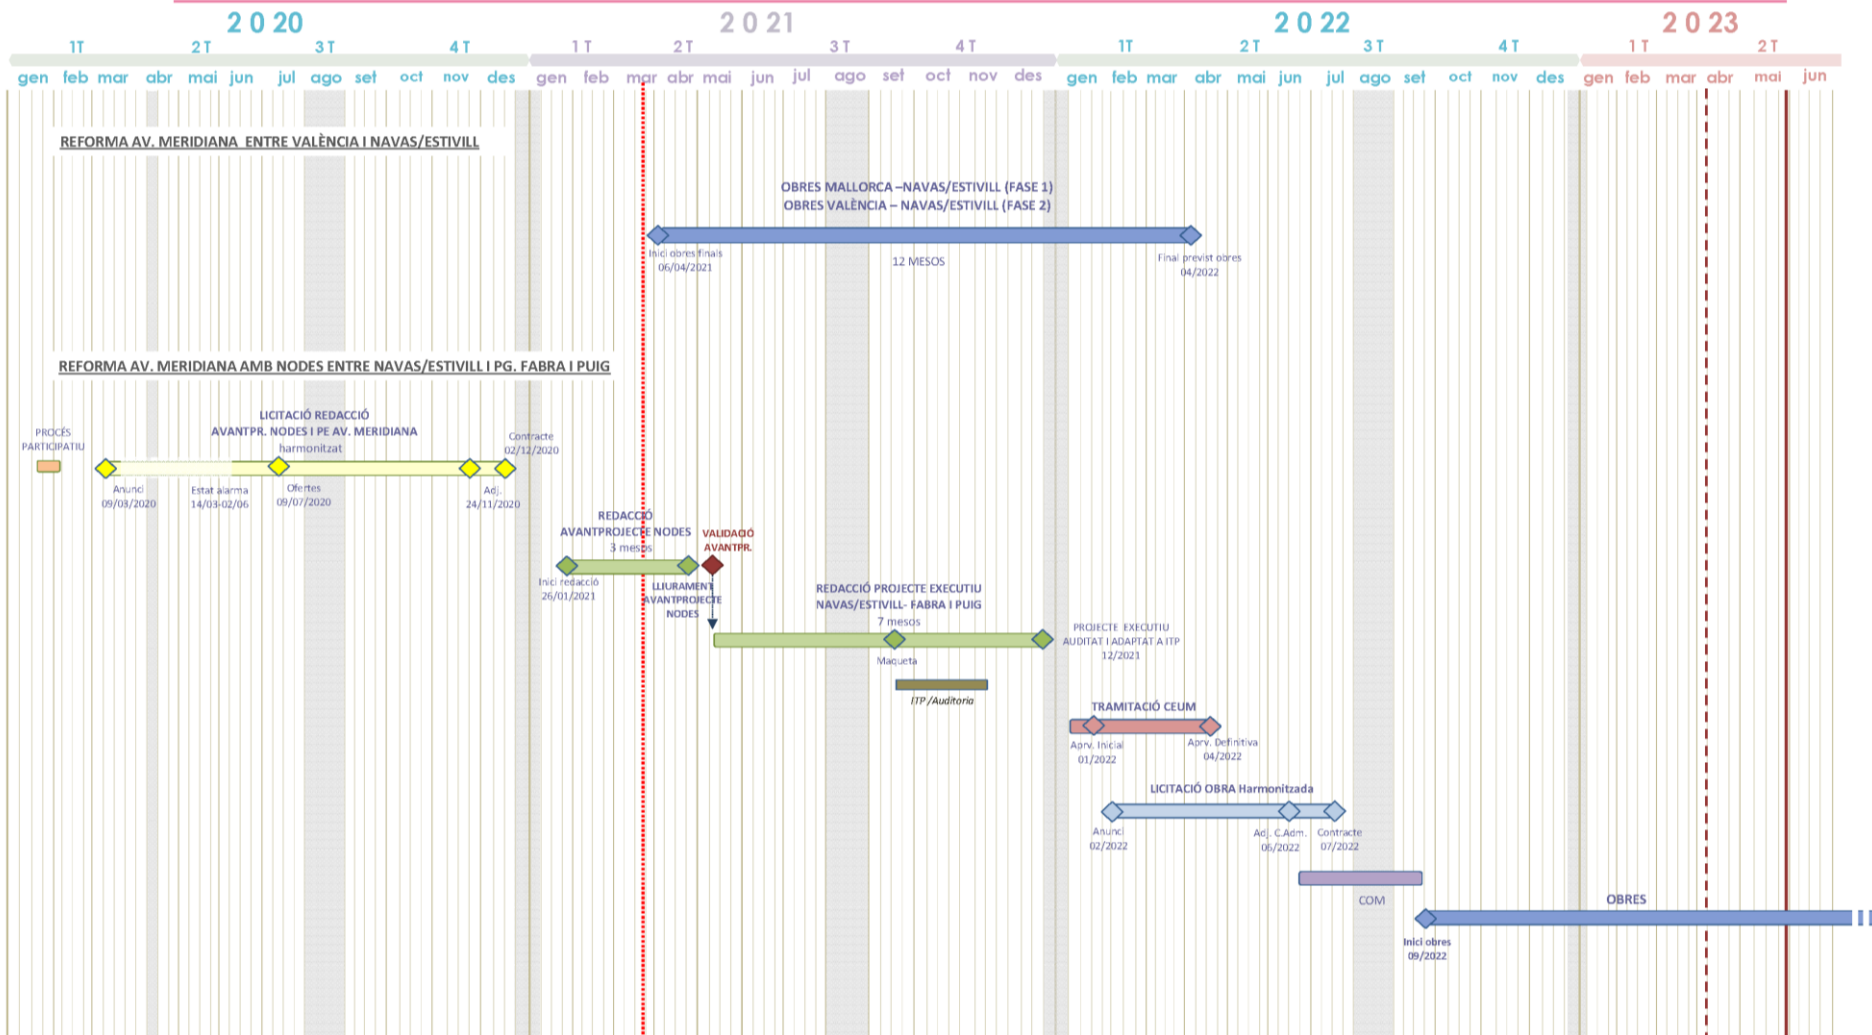 2020 2021 2022 2023
1T 2T 3T 4T 1T 2T 3T 4T 1T 2T 3T 4T 1T 2T
gen feb mar abr mai jun jul ago set oct nov des gen feb mar abr mai jun jul ago set oct nov des gen feb mar abr mai jun jul ago set oct nov des gen feb mar abr mai jun
REFORMA AV. MERIDIANA ENTRE VALÈNCIA I NAVAS/ESTIVILL
OBRES MALLORCA –NAVAS/ESTIVILL (FASE 1)
OBRES VALÈNCIA – NAVAS/ESTIVILL (FASE 2)
Inici obres finals
06/04/2021
12 MESOS
Final previst obres
04/2022
REFORMA AV. MERIDIANA AMB NODES ENTRE NAVAS/ESTIVILL I PG. FABRA I PUIG
PROCÉS
PARTICIPATIU
LICITACIÓ REDACCIÓ
AVANTPR. NODES I PE AV. MERIDIANA
harmonitzat
Contracte
02/12/2020
Anunci
09/03/2020
Estat alarma
14/03-02/06
Ofertes
09/07/2020
Adj.
24/11/2020
REDACCIÓ
AVANTPROJECTE NODES
3 mesos
VALIDACIÓ
AVANTPR.
Inici redacció
26/01/2021
LLIURAMENT
AVANTPROJECTE
NODES
REDACCIÓ PROJECTE EXECUTIU
NAVAS/ESTIVILL- FABRA I PUIG
7 mesos
Maqueta
PROJECTE EXECUTIU
AUDITAT I ADAPTAT A ITP
12/2021
ITP /Auditoria
TRAMITACIÓ CEUM
Aprv. Inicial
01/2022
Aprv. Definitiva
04/2022
LICITACIÓ OBRA Harmonitzada
Anunci
02/2022
Adj. C.Adm.
06/2022
Contracte
07/2022
COM
OBRES
Inici obres
09/2022